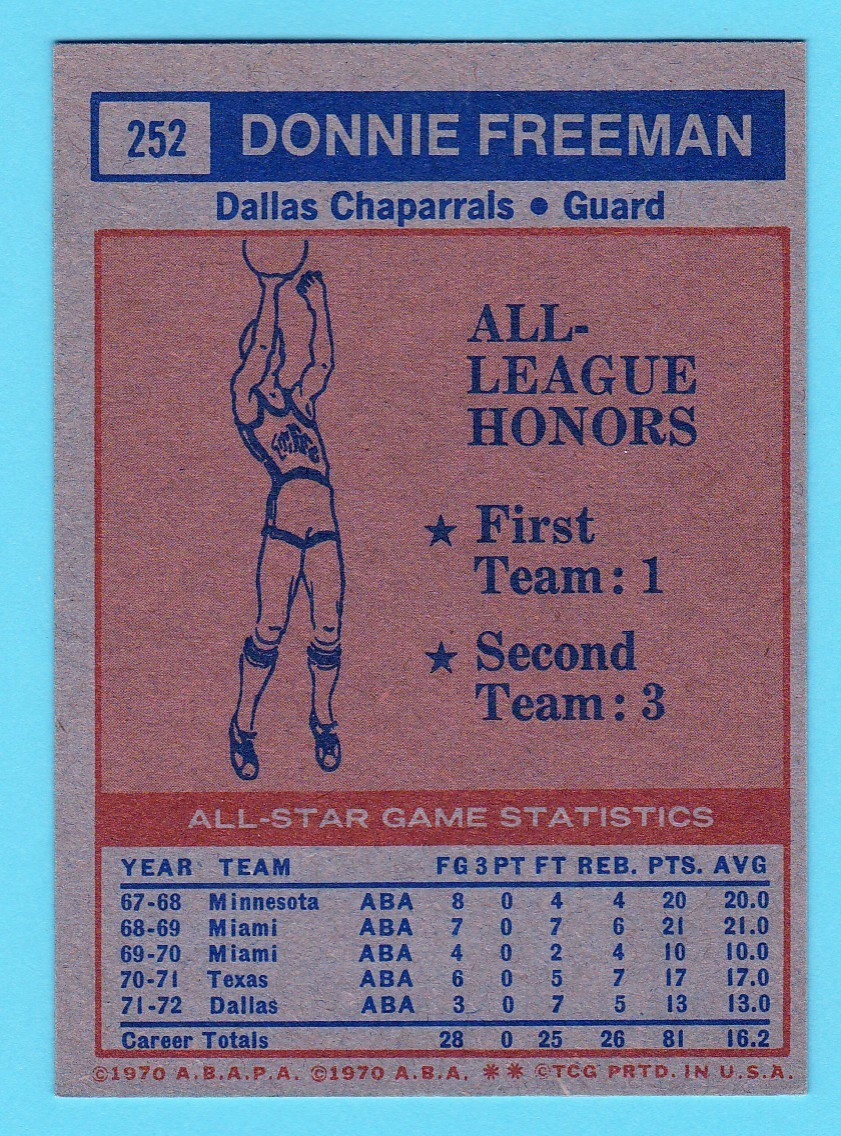 252 DONNIE FREEMAN
Dallas Chaparrals • Guard
ALL-
LEAGUE
HONORS
★ First
Team: 1
★ Second
Team: 3
ALL-STAR GAME STATISTICS
YEAR TEAM FG 3PT FT REB. PTS. AVG
67-68 Minnesota ABA 8 0 4 4 20 20.0
68-69 Miami ABA 7 0 7 6 21 21.0
69-70 Miami ABA 4 0 2 4 10 10.0
70-71 Texas ABA 6 0 5 7 17 17.0
71-72 Dallas ABA 3 0 7 5 13 13.0
Career Totals 28 0 25 26 81 16.2
©1970 A.B.A.P.A. ©1970 A.B.A. ** ©TCG PRTD. IN U.S.A.